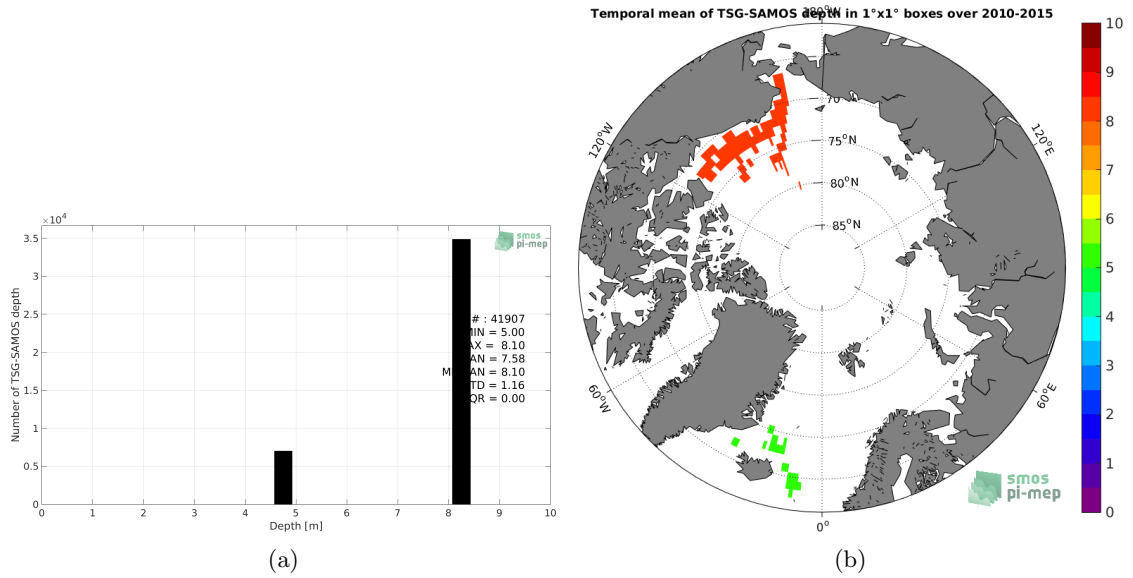 Temporal mean of TSG-SAMOS depth in 1°x1° boxes over 2010-2015
180°W
×10⁴
3.5
3
2.5
2
1.5
1
0.5
0
Number of TSG-SAMOS depth
0 1 2 3 4 5 6 7 8 9 10
Depth [m]
smos
pi-mep
# : 41907
MIN = 5.00
AX = 8.10
AN = 7.58
M AN = 8.10
TD = 1.16
QR = 0.00
(a)
120°W
120°E
70
75°N
80°N
85°N
60°W
60°E
0°
smos
pi-mep
10
9
8
7
6
5
4
3
2
1
0
(b)